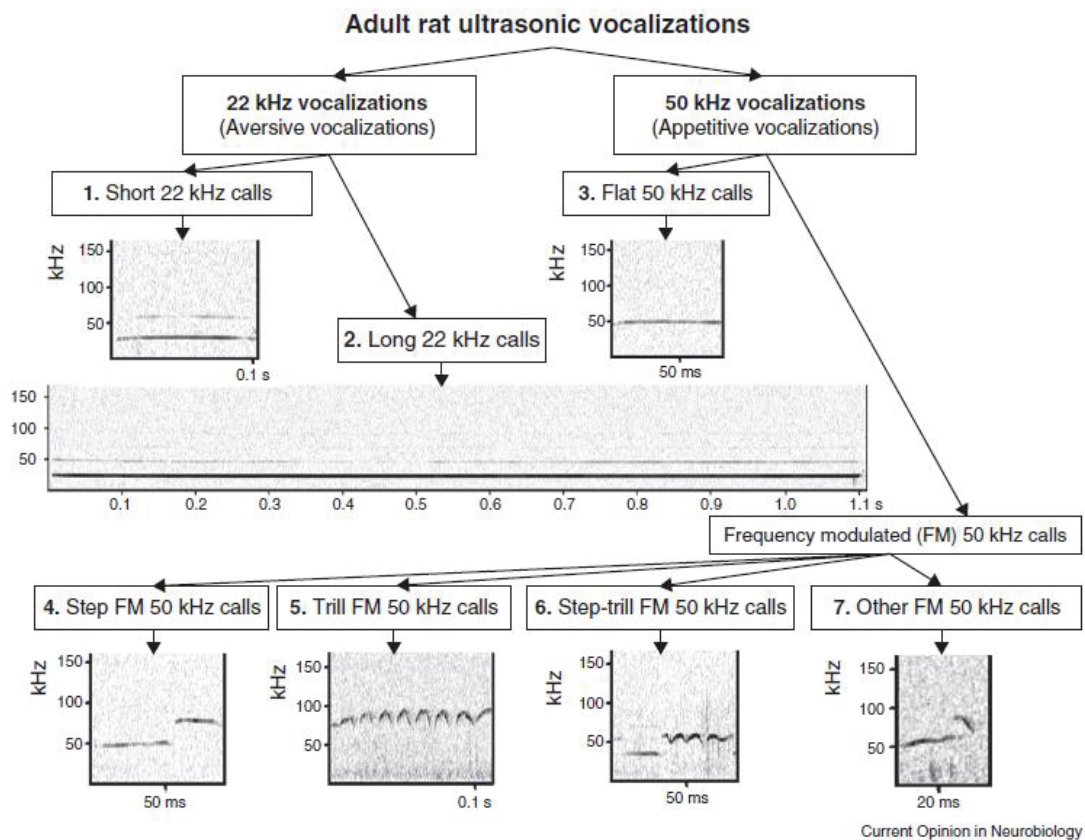 Adult rat ultrasonic vocalizations
22 kHz vocalizations
(Aversive vocalizations)
50 kHz vocalizations
(Appetitive vocalizations)
1. Short 22 kHz calls
3. Flat 50 kHz calls
kHz
150
100
50
0.1 s
kHz
150
100
50
50 ms
2. Long 22 kHz calls
150
100
50
0.1 0.2 0.3 0.4 0.5 0.6 0.7 0.8 0.9 1.0 1.1 s
Frequency modulated (FM) 50 kHz calls
4. Step FM 50 kHz calls
5. Trill FM 50 kHz calls
6. Step-trill FM 50 kHz calls
7. Other FM 50 kHz calls
kHz
150
100
50
50 ms
kHz
150
100
50
0.1 s
kHz
150
100
50
50 ms
kHz
150
100
50
20 ms
Current Opinion in Neurobiology